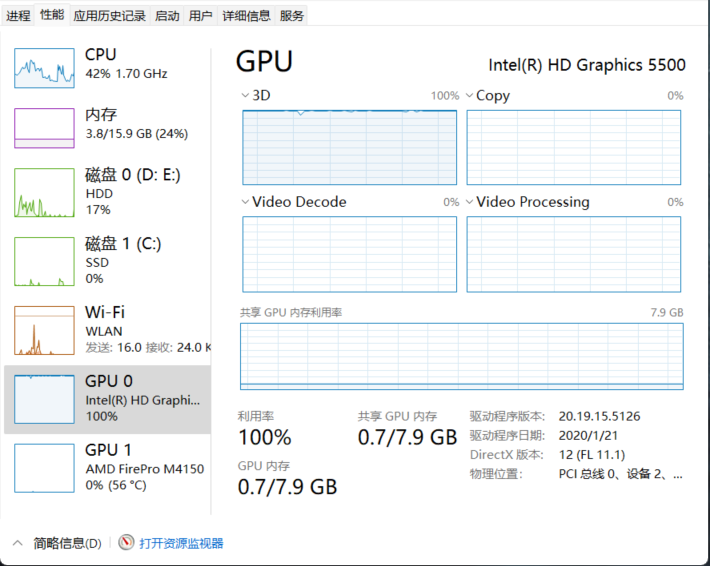 进程 性能 应用历史记录 启动 用户 详细信息 服务
CPU
42% 1.70 GHz
内存
3.8/15.9 GB (24%)
磁盘 0 (D: E:)
HDD
17%
磁盘 1 (C:)
SSD
0%
Wi-Fi
WLAN
发送: 16.0 接收: 24.0 K
GPU 0
Intel(R) HD Graphi...
100%
GPU 1
AMD FirePro M4150
0% (56 °C)
GPU Intel(R) HD Graphics 5500
3D 100% Copy 0%
Video Decode 0% Video Processing 0%
共享 GPU 内存利用率 7.9 GB
利用率
100%
共享 GPU 内存
0.7/7.9 GB
GPU 内存
0.7/7.9 GB
驱动程序版本: 20.19.15.5126
驱动程序日期: 2020/1/21
DirectX 版本: 12 (FL 11.1)
物理位置: PCI 总线 0、设备 2、...
简略信息(D) 打开资源监视器